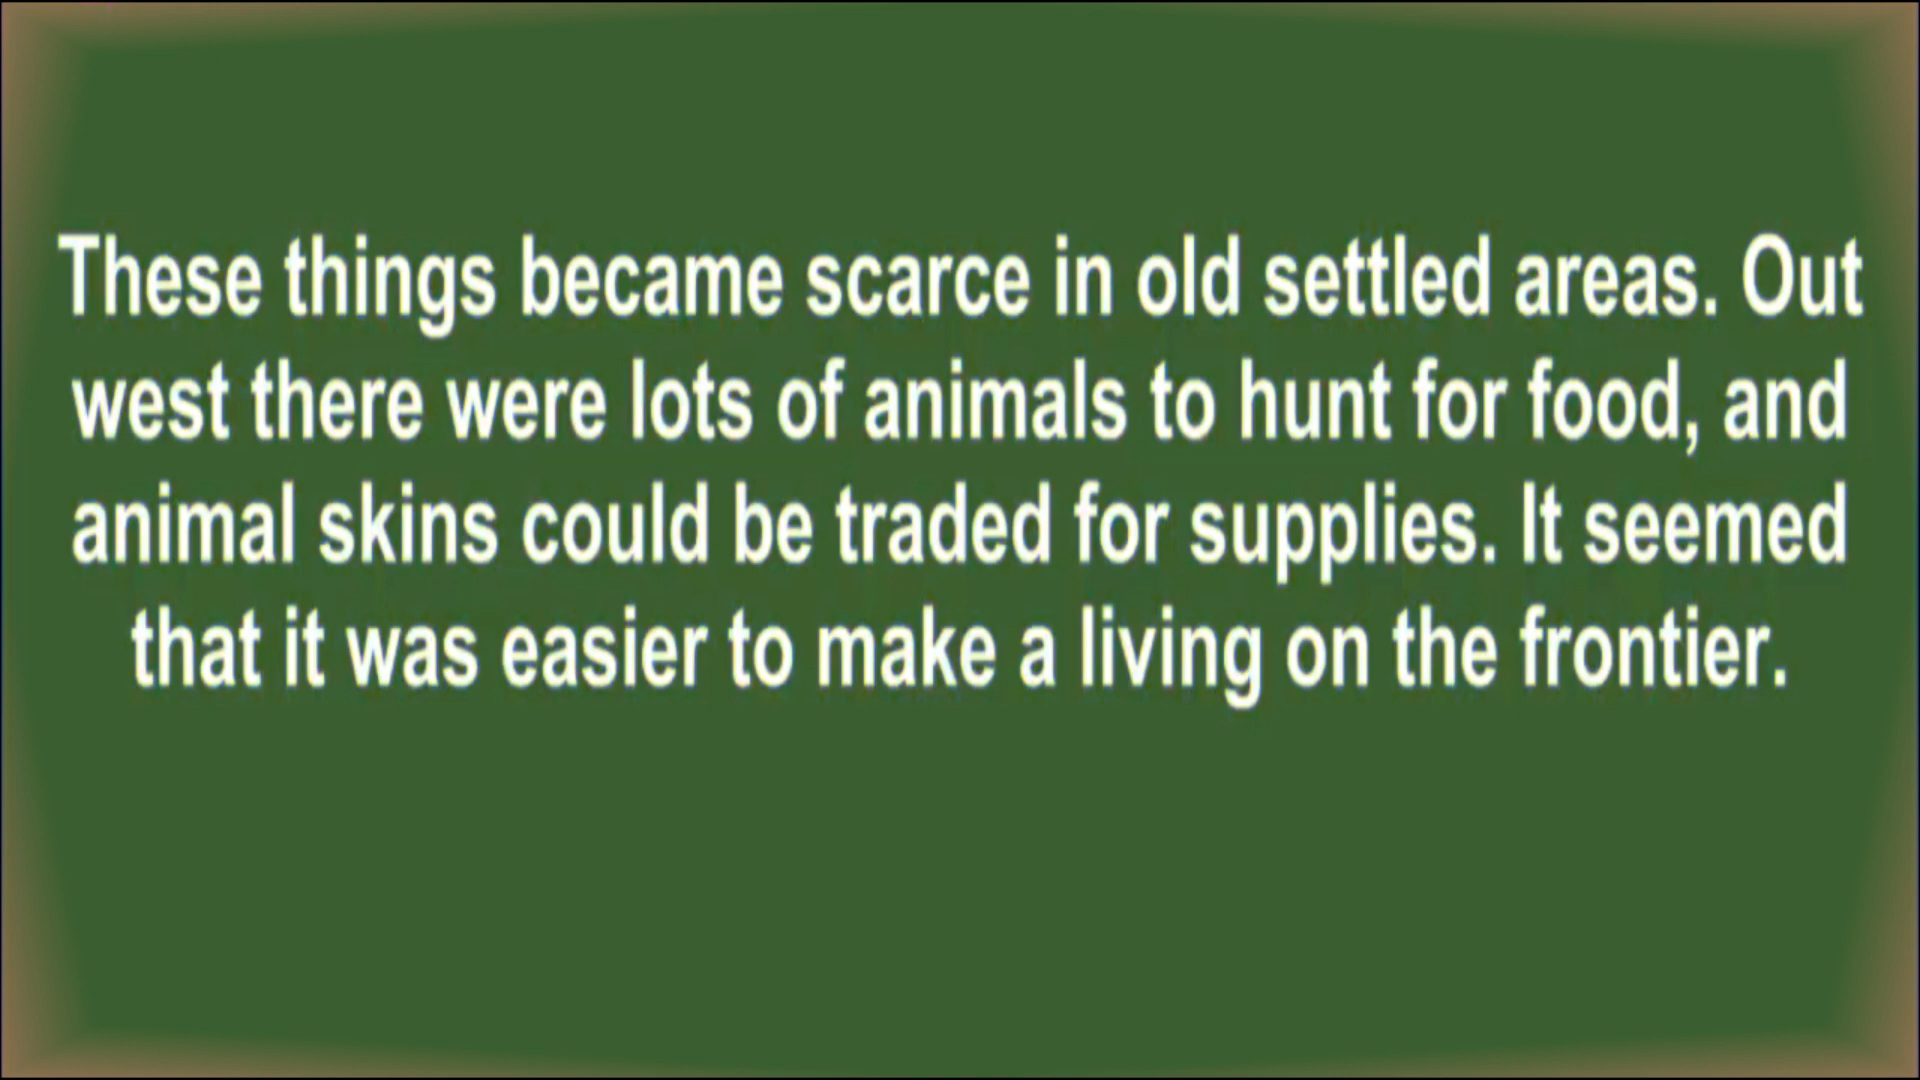 These things became scarce in old settled areas. Out
west there were lots of animals to hunt for food, and
animal skins could be traded for supplies. It seemed
that it was easier to make a living on the frontier.